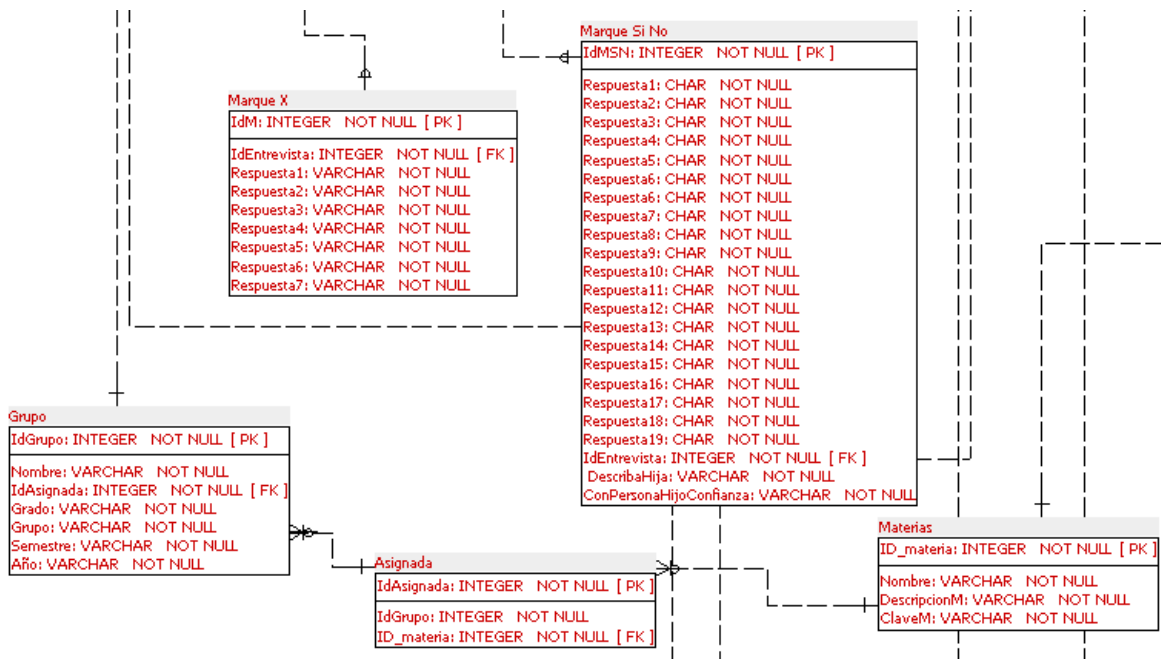 Marque Si No
IdMSN: INTEGER NOT NULL [ PK ]
Respuesta1: CHAR NOT NULL
Respuesta2: CHAR NOT NULL
Respuesta3: CHAR NOT NULL
Respuesta4: CHAR NOT NULL
Respuesta5: CHAR NOT NULL
Respuesta6: CHAR NOT NULL
Respuesta6: CHAR NOT NULL
Respuesta7: CHAR NOT NULL
Respuesta8: CHAR NOT NULL
Respuesta9: CHAR NOT NULL
Respuesta10: CHAR NOT NULL
Respuesta11: CHAR NOT NULL
Respuesta12: CHAR NOT NULL
Respuesta13: CHAR NOT NULL
Respuesta14: CHAR NOT NULL
Respuesta15: CHAR NOT NULL
Respuesta16: CHAR NOT NULL
Respuesta17: CHAR NOT NULL
Respuesta18: CHAR NOT NULL
Respuesta19: CHAR NOT NULL
IdEntrevista: INTEGER NOT NULL [ FK ]
DescribaHija: VARCHAR NOT NULL
ConPersonaHijoConfianza: VARCHAR NOT NULL
Marque X
IdM: INTEGER NOT NULL [ PK ]
IdEntrevista: INTEGER NOT NULL [ FK ]
Respuesta1: VARCHAR NOT NULL
Respuesta2: VARCHAR NOT NULL
Respuesta3: VARCHAR NOT NULL
Respuesta4: VARCHAR NOT NULL
Respuesta5: VARCHAR NOT NULL
Respuesta6: VARCHAR NOT NULL
Respuesta7: VARCHAR NOT NULL
Grupo
IdGrupo: INTEGER NOT NULL [ PK ]
Nombre: VARCHAR NOT NULL
IdAsignada: INTEGER NOT NULL [ FK ]
Grado: VARCHAR NOT NULL
Grupo: VARCHAR NOT NULL
Semestre: VARCHAR NOT NULL
Año: VARCHAR NOT NULL
Asignada
IdAsignada: INTEGER NOT NULL [ PK ]
IdGrupo: INTEGER NOT NULL
ID_materia: INTEGER NOT NULL [ FK ]
Materias
ID_materia: INTEGER NOT NULL [ PK ]
Nombre: VARCHAR NOT NULL
DescripcionM: VARCHAR NOT NULL
ClaveM: VARCHAR NOT NULL